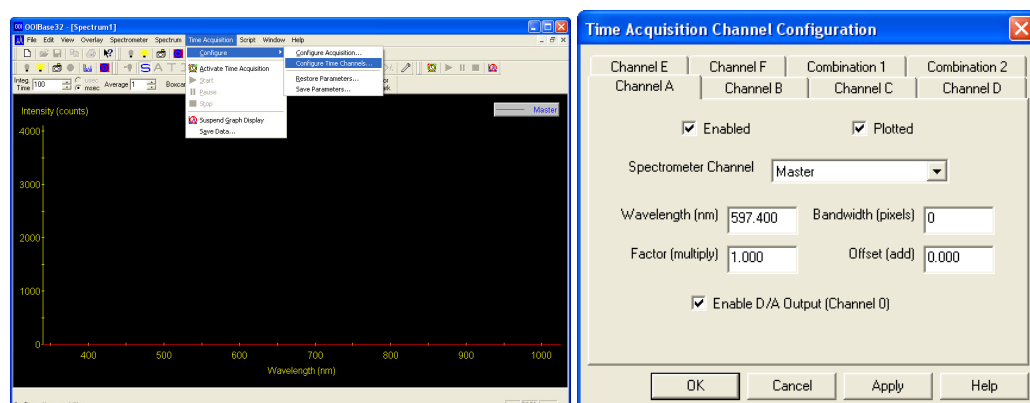 OOIBase32 - [Spectrum1]
File Edit View Overlay Spectrometer Spectrum Time Acquisition Script Window Help
Configure
Configure Acquisition...
Configure Time Channels...
Restore Parameters...
Save Parameters...
Activate Time Acquisition
Start
Pause
Stop
Suspend Graph Display
Save Data...
S A T
Integ. Time 100 usec msec Average 1
Intensity (counts)
Master
4000
3000
2000
1000
0
400 500 600 700 800 900 1000
Wavelength (nm)
Time Acquisition Channel Configuration
Channel E Channel F Combination 1 Combination 2
Channel A Channel B Channel C Channel D
Enabled Plotted
Spectrometer Channel Master
Wavelength (nm) 597.400 Bandwidth (pixels) 0
Factor (multiply) 1.000 Offset (add) 0.000
Enable D/A Output (Channel 0)
OK Cancel Apply Help